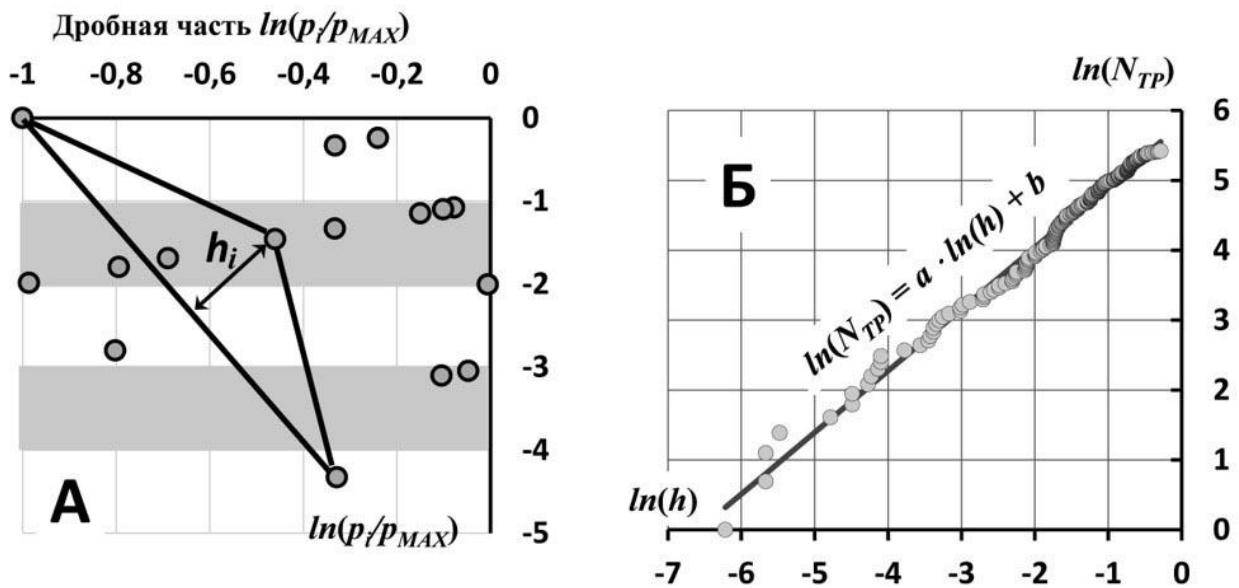 Дробная часть ln(pi/pMAX)
-1 -0,8 -0,6 -0,4 -0,2 0
0
-1
-2
-3
-4
-5
hi
А
ln(pi/pMAX)
ln(NTP)
6
5
4
3
2
1
0
Б
ln(NTP) = a · ln(h) + b
ln(h)
-7 -6 -5 -4 -3 -2 -1 0